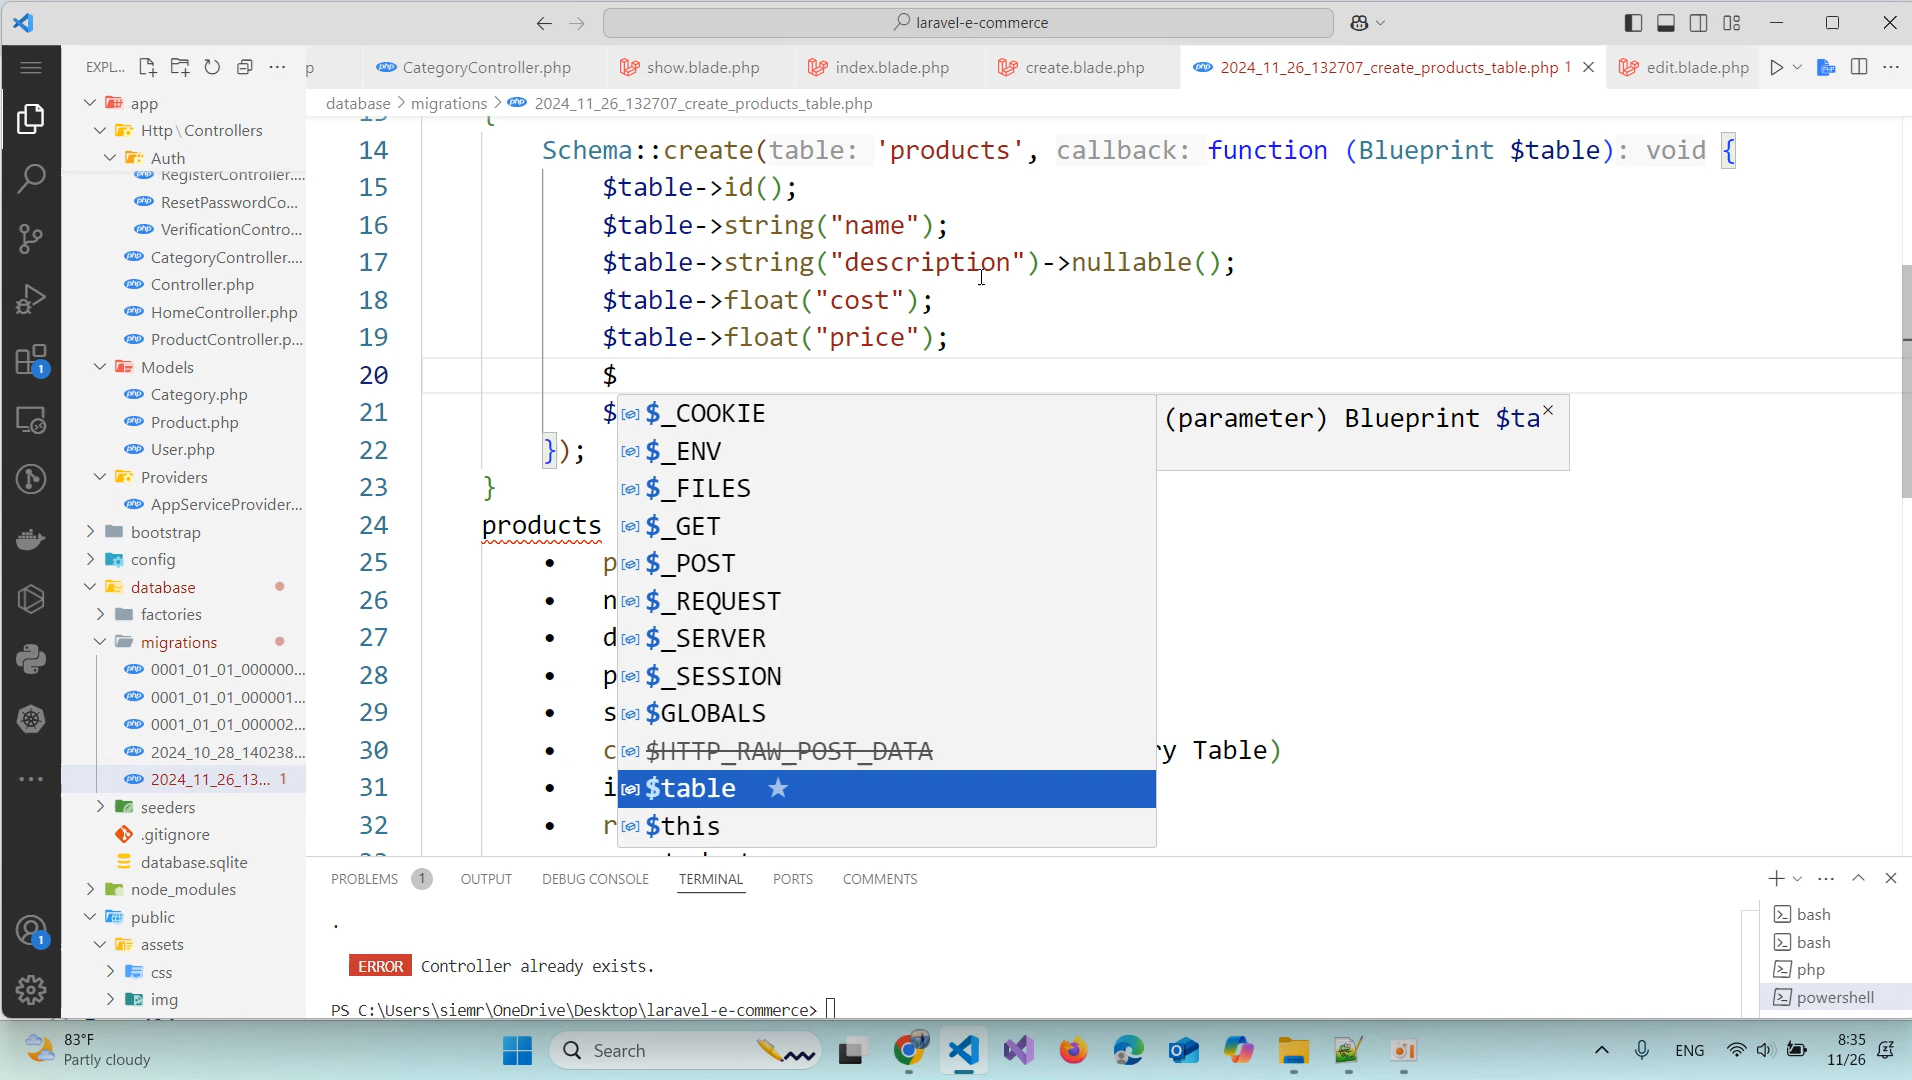 laravel-e-commerce
EXPL...
p
CategoryController.php
show.blade.php
index.blade.php
create.blade.php
2024_11_26_132707_create_products_table.php 1
edit.blade.php
database > migrations > 2024_11_26_132707_create_products_table.php
app
Http\Controllers
Auth
RegisterController....
ResetPasswordCo...
VerificationContro...
CategoryController....
Controller.php
HomeController.php
ProductController.p...
Models
Category.php
Product.php
User.php
Providers
AppServiceProvider...
bootstrap
config
database
factories
migrations
0001_01_01_000000...
0001_01_01_000001...
0001_01_01_000002...
2024_10_28_140238...
2024_11_26_13... 1
seeders
.gitignore
database.sqlite
node_modules
public
assets
css
img
14 Schema::create(table: 'products', callback: function (Blueprint $table): void {
15 $table->id();
16 $table->string("name");
17 $table->string("description")->nullable();
18 $table->float("cost");
19 $table->float("price");
20 $
21 $
22 });
23 }
24 products
25 • p
26 • n
27 • d
28 • p
29 • s
30 • c ry Table)
31 • i
32 • r
$_COOKIE
$_ENV
$_FILES
$_GET
$_POST
$_REQUEST
$_SERVER
$_SESSION
$GLOBALS
$HTTP_RAW_POST_DATA
$table
$this
(parameter) Blueprint $ta
PROBLEMS 1 OUTPUT DEBUG CONSOLE TERMINAL PORTS COMMENTS
.
ERROR Controller already exists.
PS C:\Users\siemr\OneDrive\Desktop\laravel-e-commerce>
bash
bash
php
powershell
1
1
83°F
Partly cloudy
Search
ENG
8:35
11/26